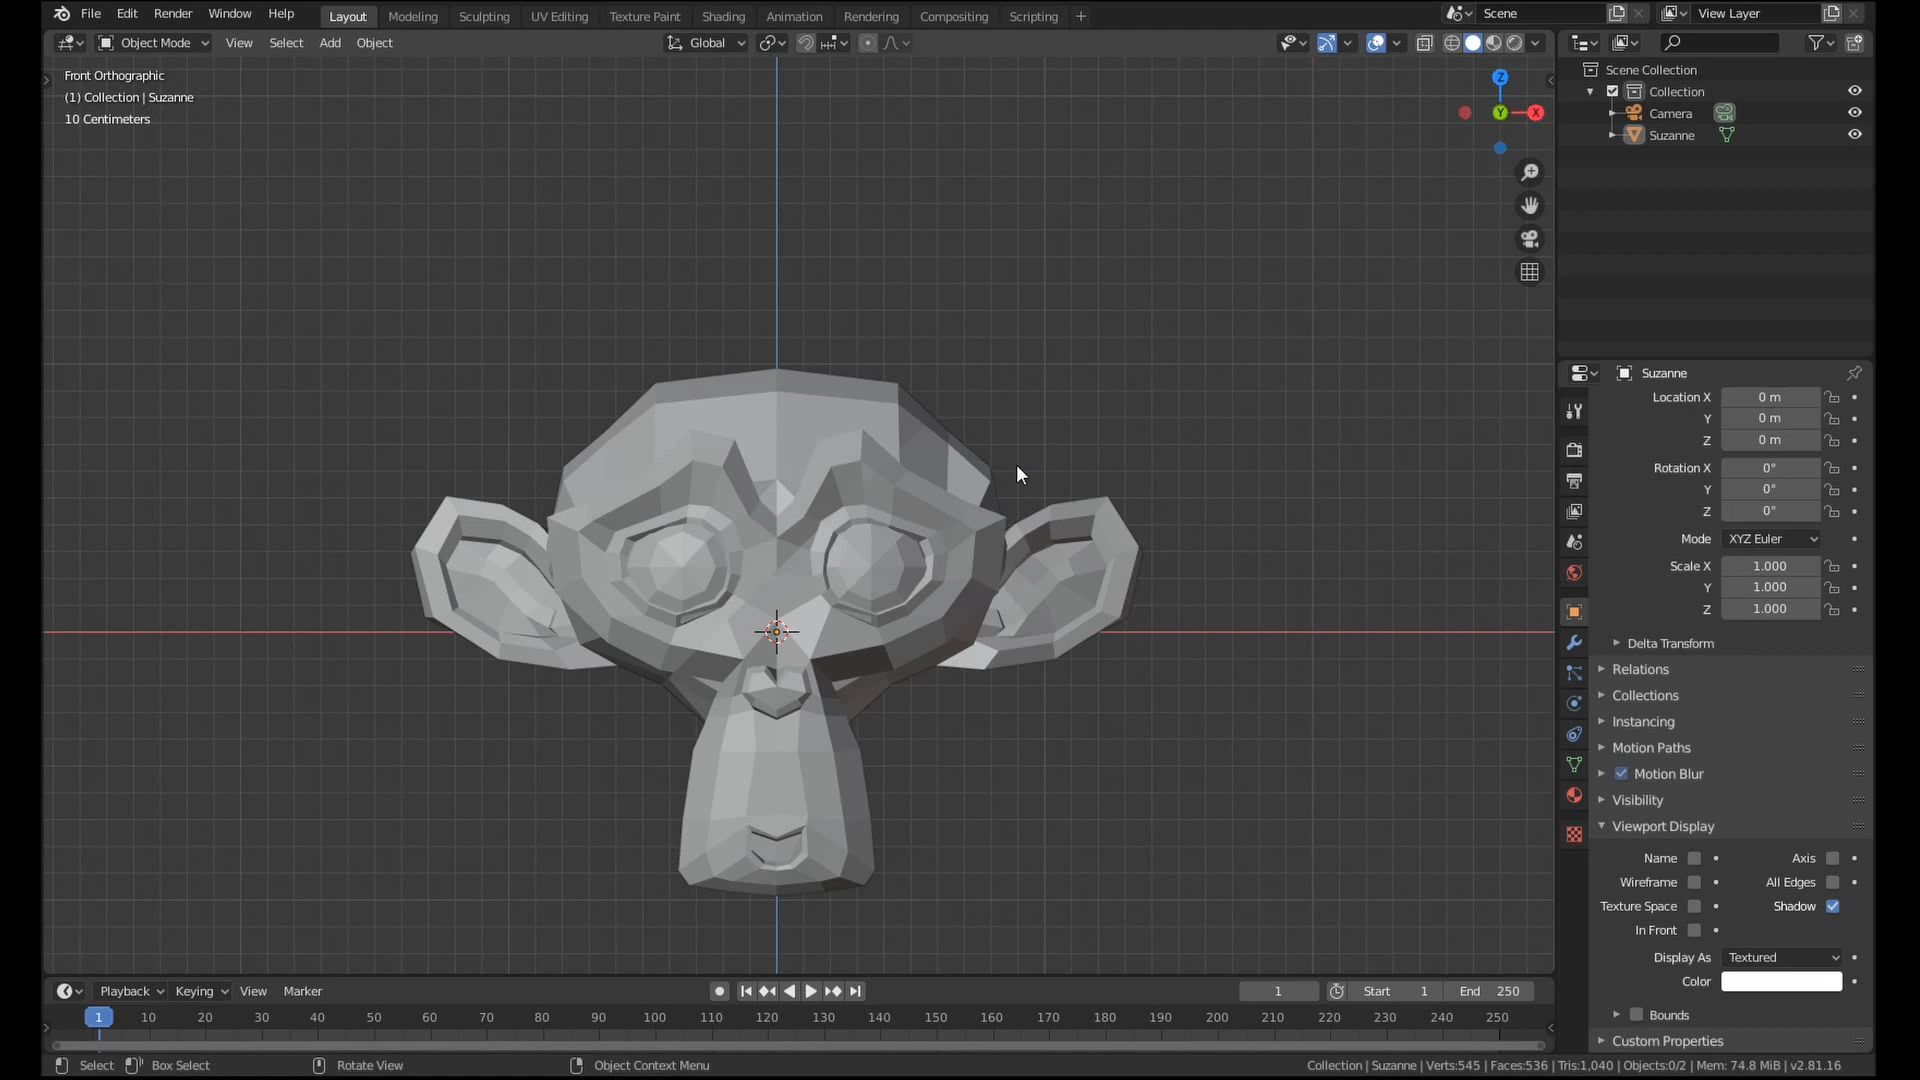 File Edit Render Window Help Layout Modeling Sculpting UV Editing Texture Paint Shading Animation Rendering Compositing Scripting + Scene View Layer
Object Mode View Select Add Object Global
Front Orthographic
(1) Collection | Suzanne
10 Centimeters
Z
Y
X
Scene Collection
Collection
Camera
Suzanne
Suzanne
Location X 0 m
Y 0 m
Z 0 m
Rotation X 0°
Y 0°
Z 0°
Mode XYZ Euler
Scale X 1.000
Y 1.000
Z 1.000
Delta Transform
Relations
Collections
Instancing
Motion Paths
Motion Blur
Visibility
Viewport Display
Name Axis
Wireframe All Edges
Texture Space Shadow
In Front
Display As Textured
Color
Bounds
Custom Properties
Playback Keying View Marker 1 Start 1 End 250
1 10 20 30 40 50 60 70 80 90 100 110 120 130 140 150 160 170 180 190 200 210 220 230 240 250
Select Box Select Rotate View Object Context Menu Collection | Suzanne | Verts:545 | Faces:536 | Tris:1,040 | Objects:0/2 | Mem: 74.8 MiB | v2.81.16